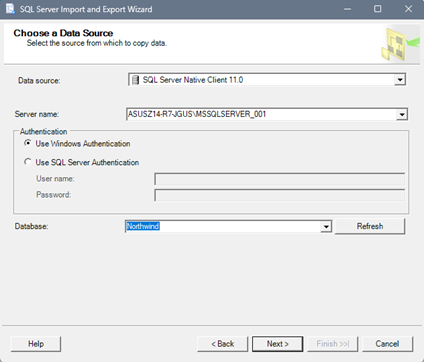 SQL Server Import and Export Wizard
Choose a Data Source
Select the source from which to copy data.
Data source: SQL Server Native Client 11.0
Server name: ASUSZ14-R7-JGUS\MSSQLSERVER_001
Authentication
Use Windows Authentication
Use SQL Server Authentication
User name:
Password:
Database: Northwind Refresh
Help < Back Next > Finish >>| Cancel